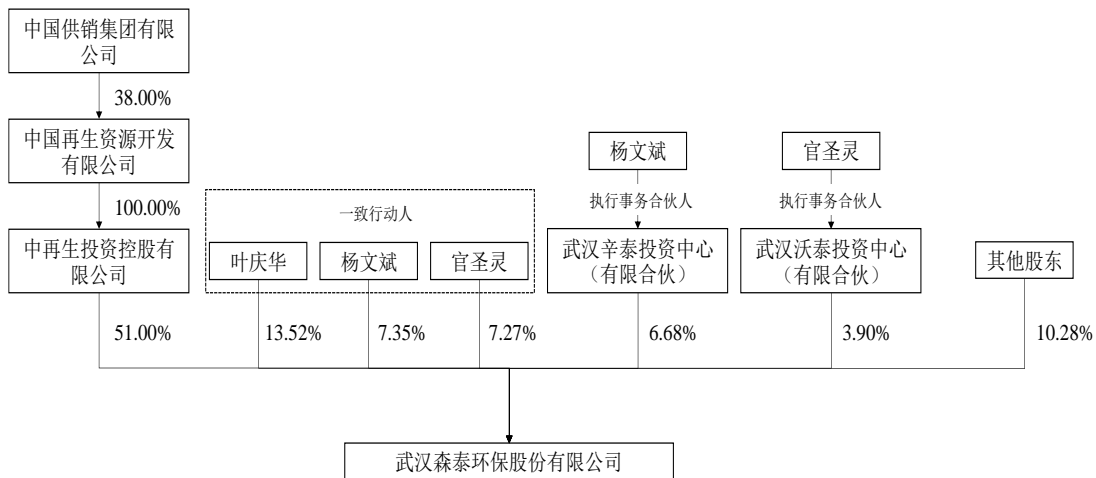 中国供销集团有限
公司
38.00%
中国再生资源开发
有限公司
100.00%
中再生投资控股有
限公司
51.00%
一致行动人
叶庆华
杨文斌
官圣灵
13.52%
7.35%
7.27%
杨文斌
执行事务合伙人
武汉辛泰投资中心
（有限合伙）
6.68%
官圣灵
执行事务合伙人
武汉沃泰投资中心
（有限合伙）
3.90%
其他股东
10.28%
武汉森泰环保股份有限公司